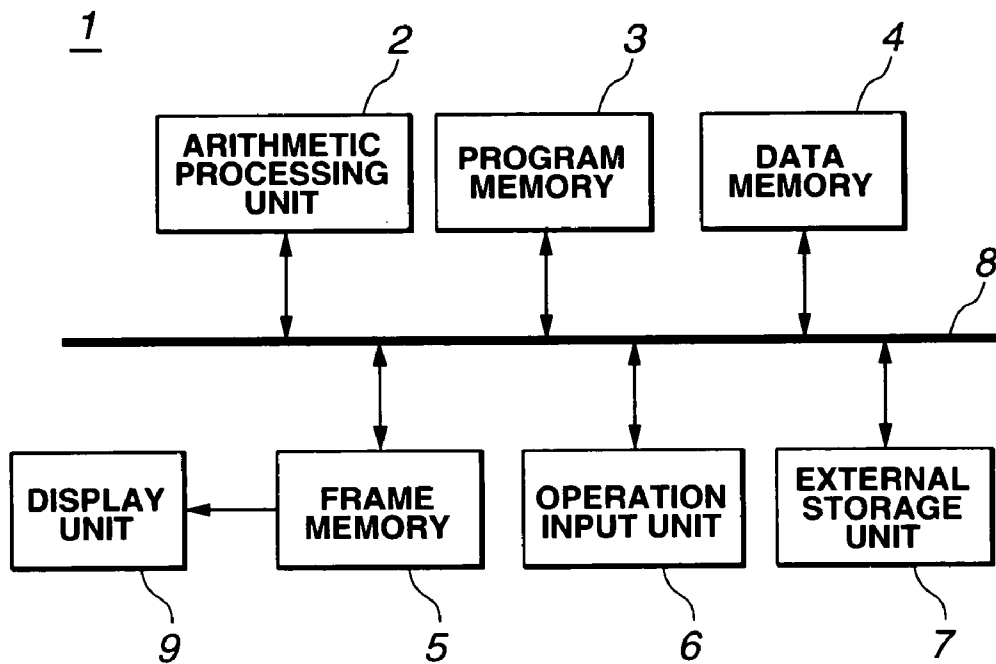 1
2
3
4
ARITHMETIC
PROCESSING
UNIT
PROGRAM
MEMORY
DATA
MEMORY
8
DISPLAY
UNIT
FRAME
MEMORY
OPERATION
INPUT UNIT
EXTERNAL
STORAGE
UNIT
9
5
6
7